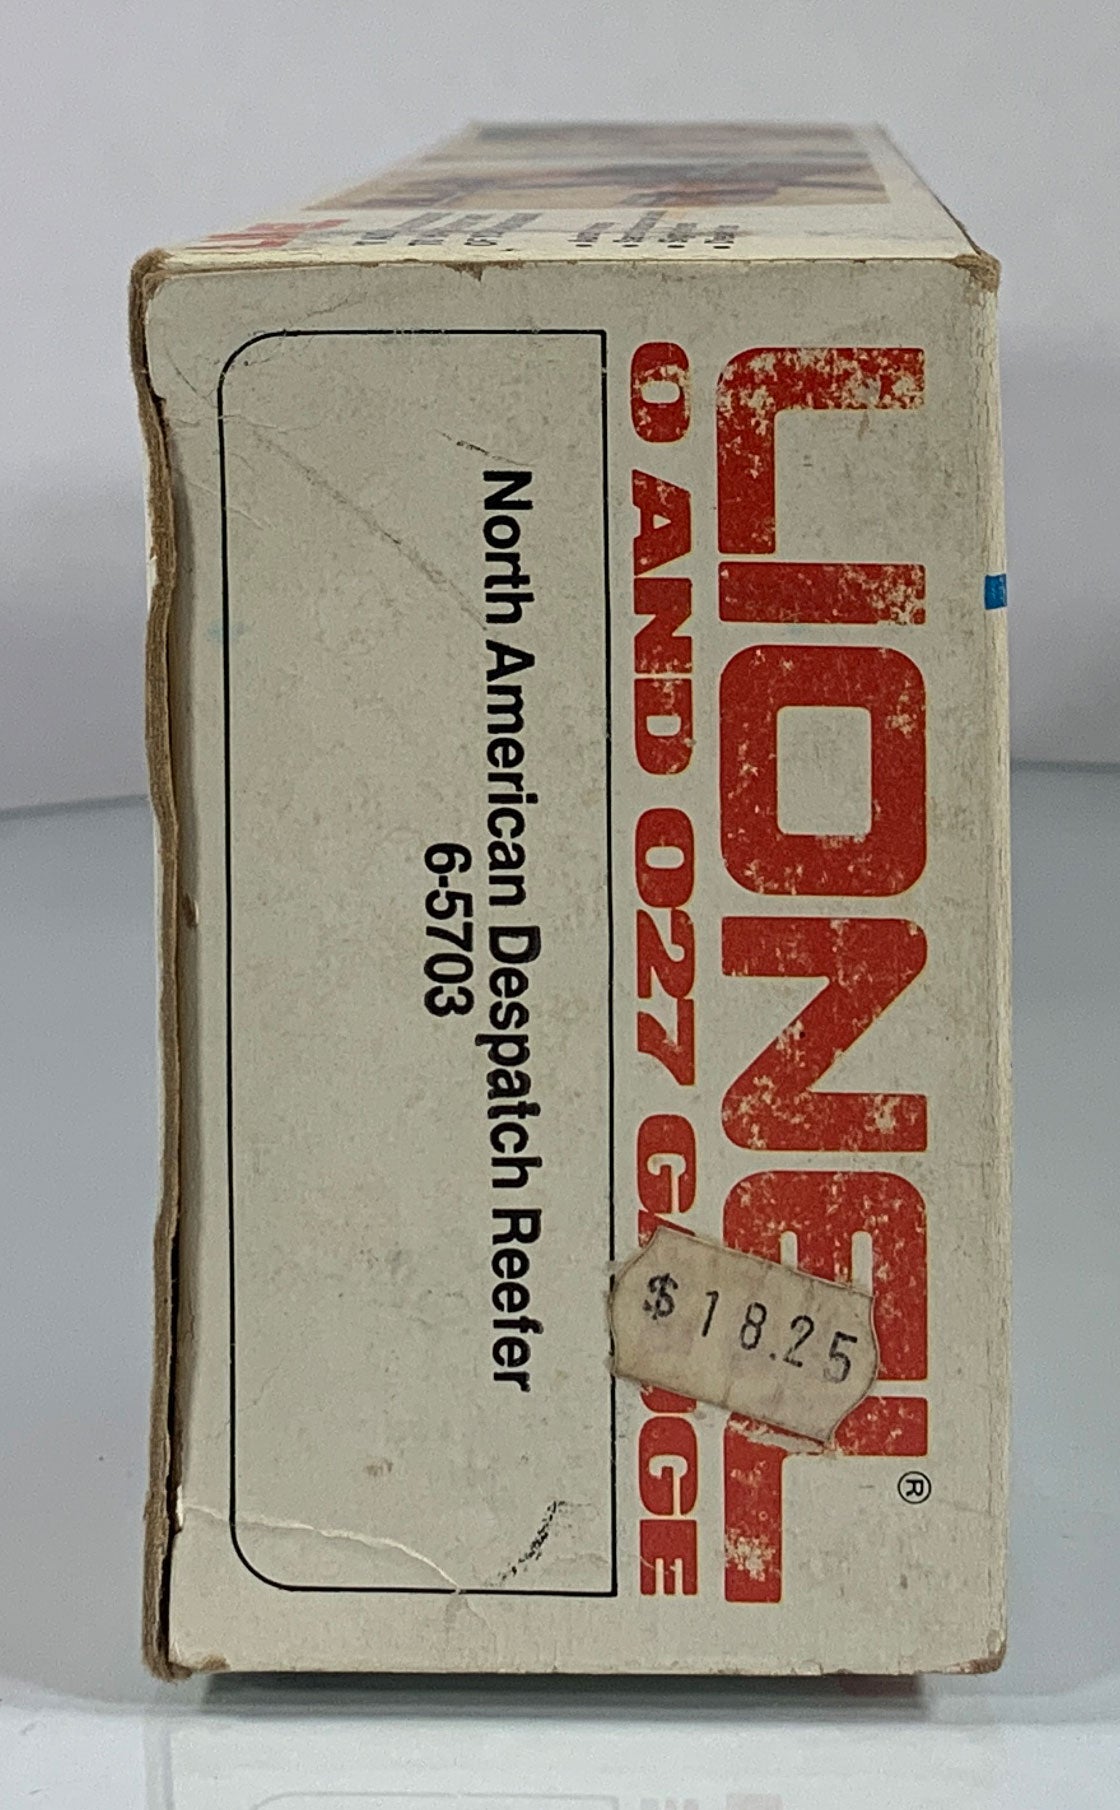 LIONEL®
O AND O27 GAUGE
$18.25
North American Despatch Reefer
6-5703